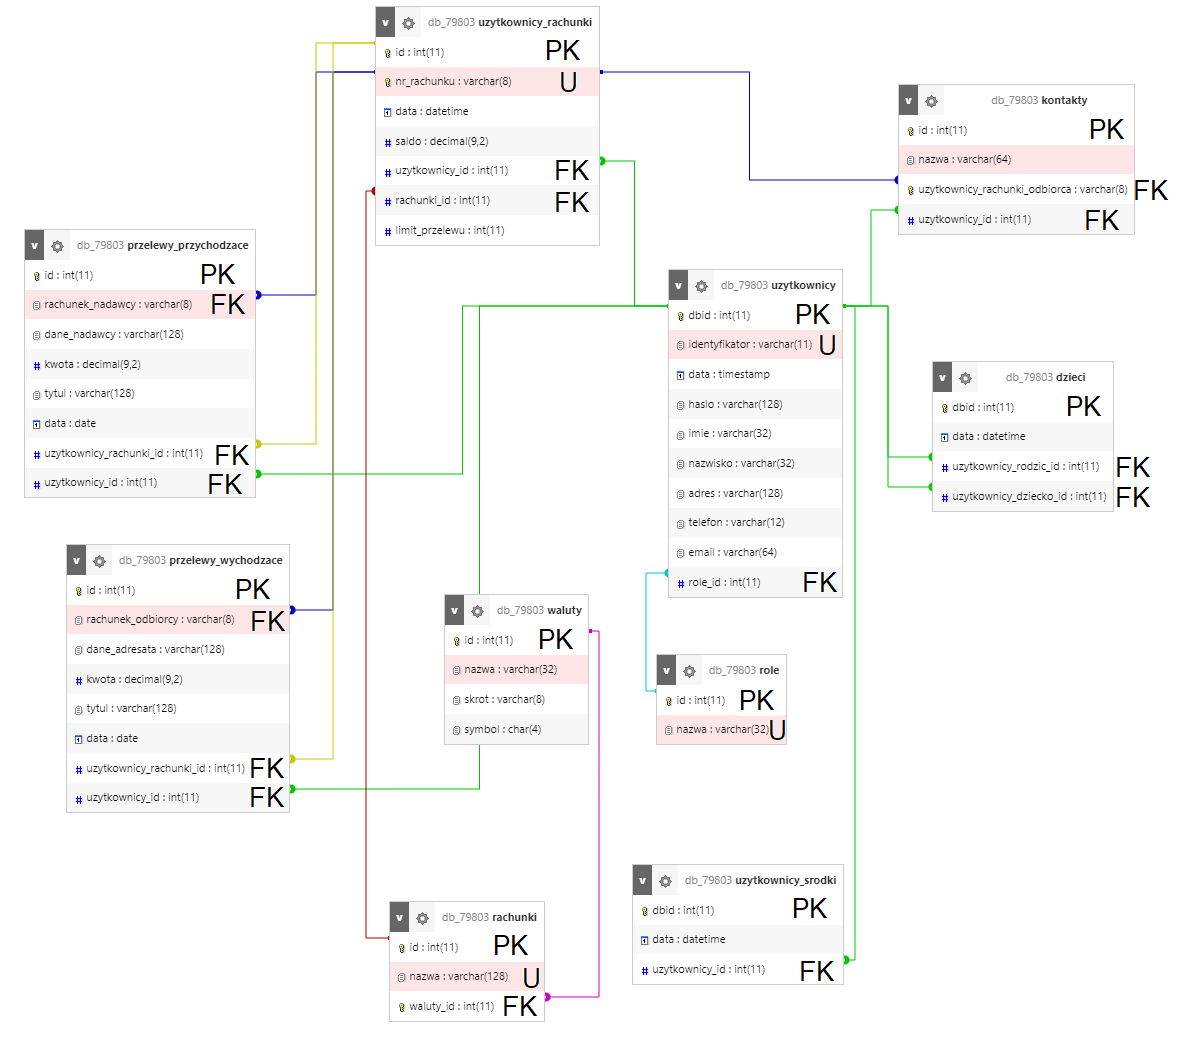 v db_79803 uzytkownicy_rachunki
id : int(11) PK
nr_rachunku : varchar(8) U
data : datetime
# saldo : decimal(9,2)
# uzytkownicy_id : int(11) FK
# rachunki_id : int(11) FK
# limit_przelewu : int(11)
v db_79803 kontakty
id : int(11) PK
nazwa : varchar(64)
uzytkownicy_rachunki_odbiorca : varchar(8) FK
# uzytkownicy_id : int(11) FK
v db_79803 przelewy_przychodzace
id : int(11) PK
rachunek_nadawcy : varchar(8) FK
dane_nadawcy : varchar(128)
# kwota : decimal(9,2)
tytul : varchar(128)
data : date
# uzytkownicy_rachunki_id : int(11) FK
# uzytkownicy_id : int(11) FK
v db_79803 uzytkownicy
dbid : int(11) PK
identyfikator : varchar(11) U
data : timestamp
haslo : varchar(128)
imie : varchar(32)
nazwisko : varchar(32)
adres : varchar(128)
telefon : varchar(12)
email : varchar(64)
# role_id : int(11) FK
v db_79803 dzieci
dbid : int(11) PK
data : datetime
# uzytkownicy_rodzic_id : int(11) FK
# uzytkownicy_dziecko_id : int(11) FK
v db_79803 przelewy_wychodzace
id : int(11) PK
rachunek_odbiorcy : varchar(8) FK
dane_adresata : varchar(128)
# kwota : decimal(9,2)
tytul : varchar(128)
data : date
# uzytkownicy_rachunki_id : int(11) FK
# uzytkownicy_id : int(11) FK
v db_79803 waluty
id : int(11) PK
nazwa : varchar(32)
skrot : varchar(8)
symbol : char(4)
v db_79803 role
id : int(11) PK
nazwa : varchar(32) U
v db_79803 uzytkownicy_srodki
dbid : int(11) PK
data : datetime
# uzytkownicy_id : int(11) FK
v db_79803 rachunki
id : int(11) PK
nazwa : varchar(128) U
waluty_id : int(11) FK